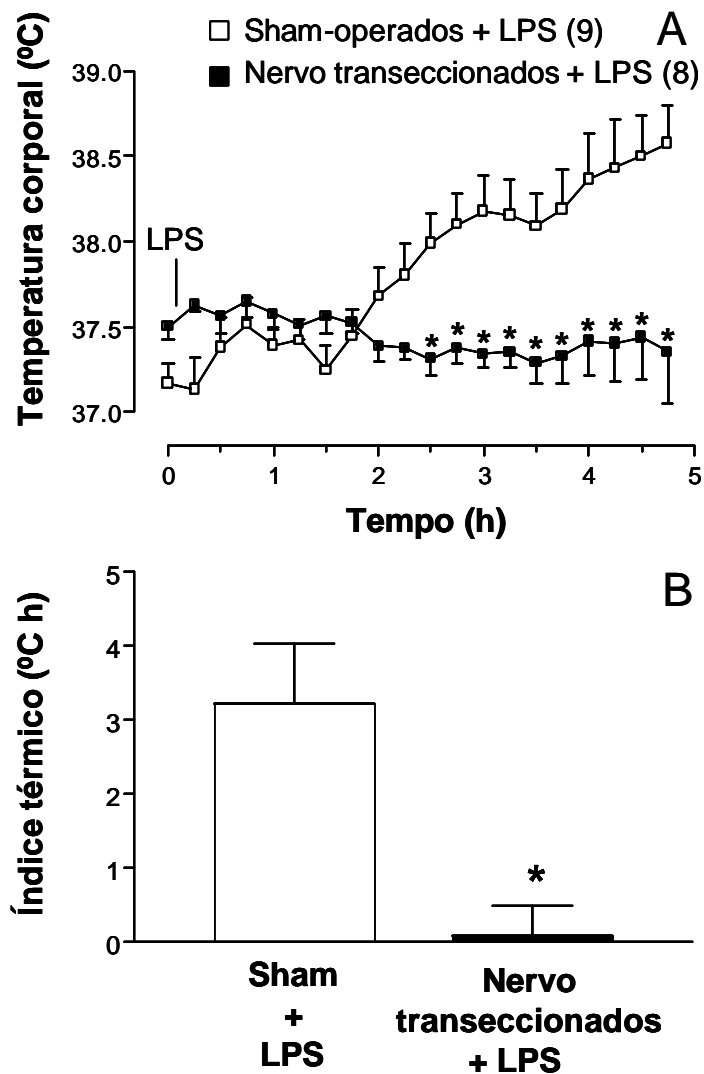 Sham-operados + LPS (9)
A
Nervo transeccionados + LPS (8)
Temperatura corporal (ºC)
39.0
38.5
38.0
37.5
37.0
LPS
* * * * * * * * * *
0 1 2 3 4 5
Tempo (h)
B
Índice térmico (ºC h)
5
4
3
2
1
0
*
Sham
+
LPS
Nervo
transeccionados
+ LPS